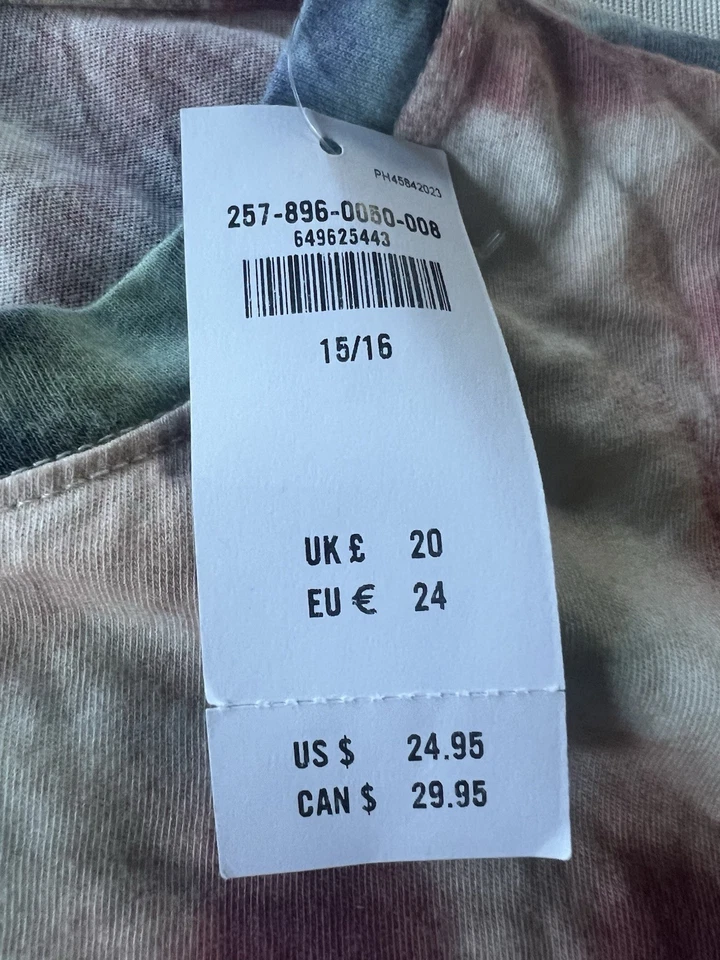 PH45842023
257-896-0050-008
649625443
15/16
UK £ 20
EU € 24
US $ 24.95
CAN $ 29.95